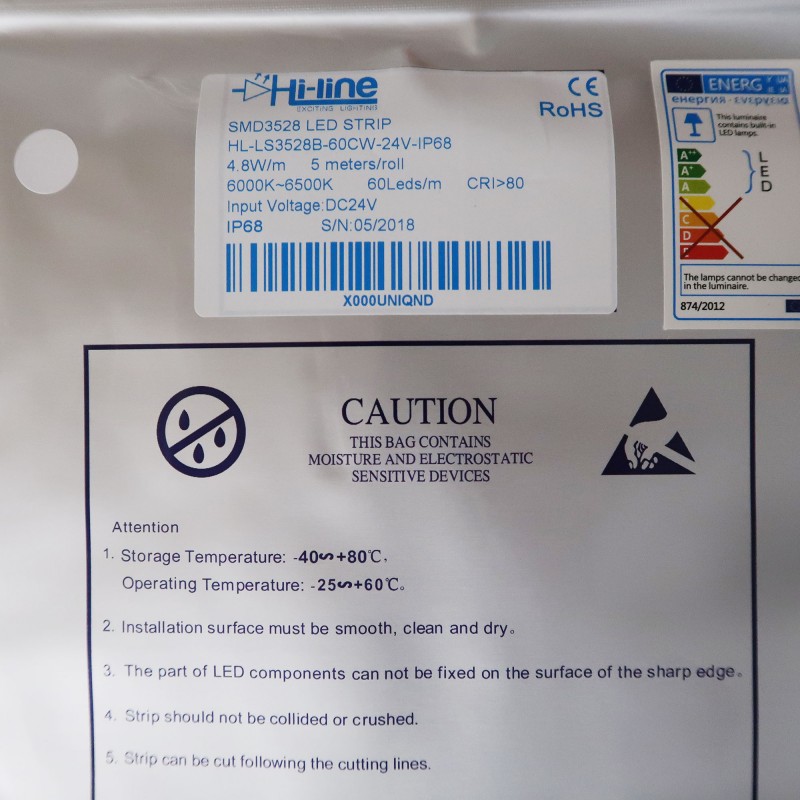 Hi-line
EXCITING LIGHTING
CE
RoHS
SMD3528 LED STRIP
HL-LS3528B-60CW-24V-IP68
4.8W/m 5 meters/roll
6000K~6500K 60Leds/m CRI>80
Input Voltage:DC24V
IP68 S/N:05/2018
X000UNIQND
ENERG
енергия · ενεργεια
This luminaire
contains built-in
LED lamps.
A++
A+
A
C
D
E
L
E
D
The lamps cannot be changed
in the luminaire.
874/2012
CAUTION
THIS BAG CONTAINS
MOISTURE AND ELECTROSTATIC
SENSITIVE DEVICES
Attention
1. Storage Temperature: -40∽+80℃,
Operating Temperature: -25∽+60℃。
2. Installation surface must be smooth, clean and dry。
3. The part of LED components can not be fixed on the surface of the sharp edge。
4. Strip should not be collided or crushed.
5. Strip can be cut following the cutting lines.